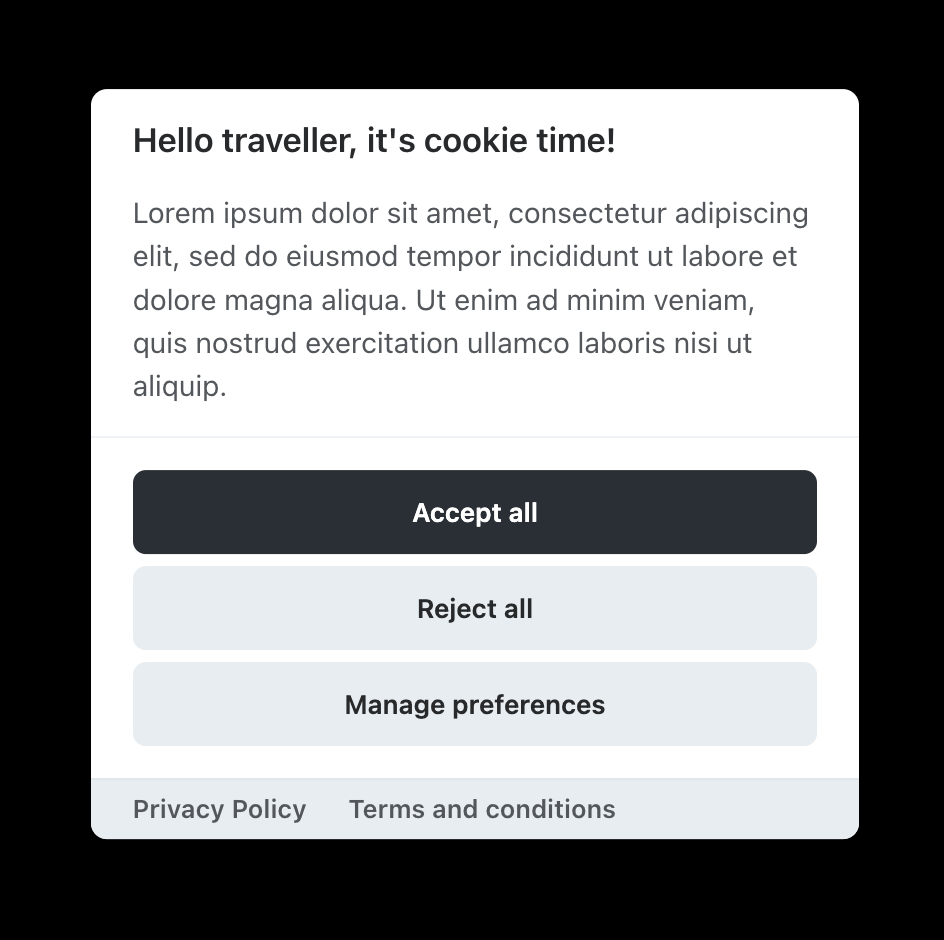 Hello traveller, it's cookie time!
Lorem ipsum dolor sit amet, consectetur adipiscing
elit, sed do eiusmod tempor incididunt ut labore et
dolore magna aliqua. Ut enim ad minim veniam,
quis nostrud exercitation ullamco laboris nisi ut
aliquip.
Accept all
Reject all
Manage preferences
Privacy Policy Terms and conditions